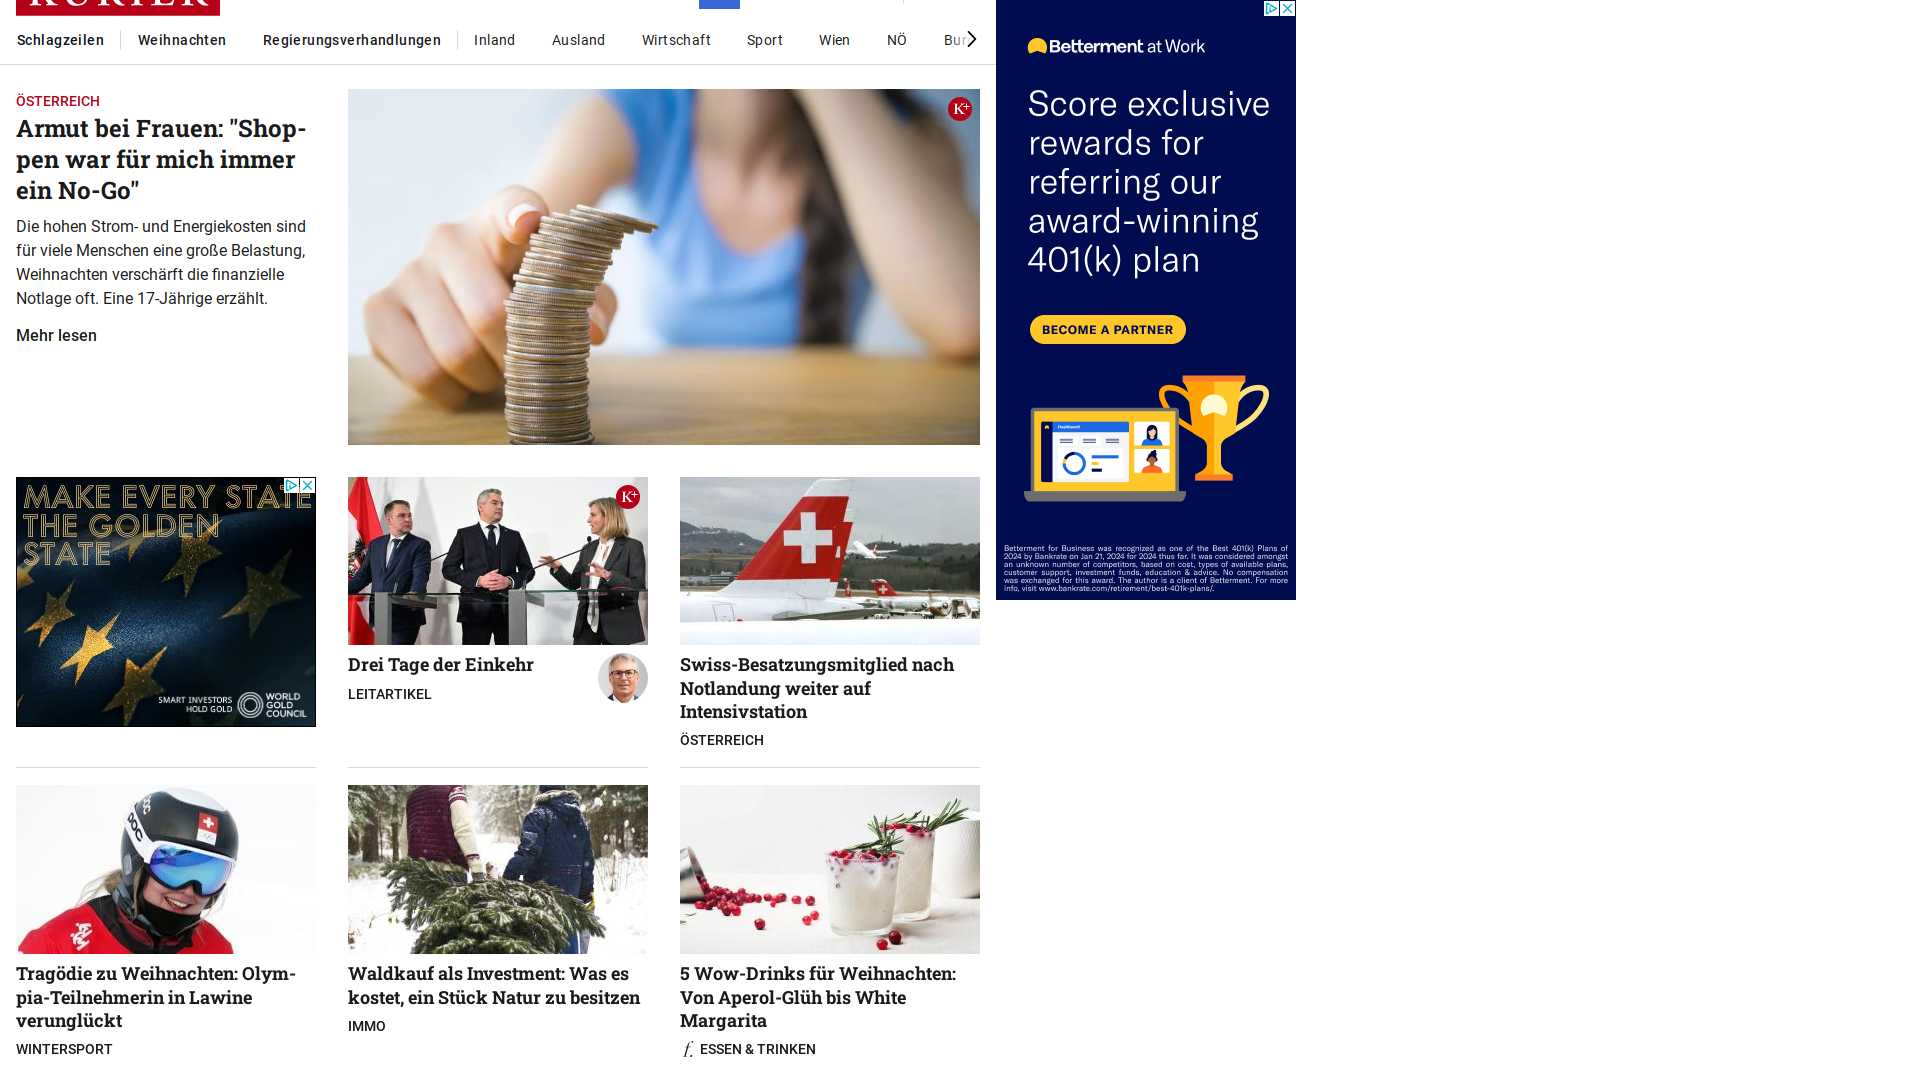 KURIER
Schlagzeilen
Weihnachten
Regierungsverhandlungen
Inland
Ausland
Wirtschaft
Sport
Wien
NÖ
Bur
ÖSTERREICH
Armut bei Frauen: "Shop-
pen war für mich immer
ein No-Go"
Die hohen Strom- und Energiekosten sind
für viele Menschen eine große Belastung,
Weihnachten verschärft die finanzielle
Notlage oft. Eine 17-Jährige erzählt.
Mehr lesen
K+
Betterment at Work
Score exclusive
rewards for
referring our
award-winning
401(k) plan
BECOME A PARTNER
Dashboard
Betterment for Business was recognized as one of the Best 401(k) Plans of
2024 by Bankrate on Jan 21, 2024 for 2024 thus far. It was considered amongst
an unknown number of competitors, based on cost, types of available plans,
customer support, investment funds, education & advice. No compensation
was exchanged for this award. The author is a client of Betterment. For more
info, visit www.bankrate.com/retirement/best-401k-plans/.
MAKE EVERY STATE
THE GOLDEN
STATE
SMART INVESTORS
HOLD GOLD
WORLD
GOLD
COUNCIL
K+
Drei Tage der Einkehr
LEITARTIKEL
Swiss-Besatzungsmitglied nach
Notlandung weiter auf
Intensivstation
ÖSTERREICH
POC
Tragödie zu Weihnachten: Olym-
pia-Teilnehmerin in Lawine
verunglückt
WINTERSPORT
Waldkauf als Investment: Was es
kostet, ein Stück Natur zu besitzen
IMMO
5 Wow-Drinks für Weihnachten:
Von Aperol-Glüh bis White
Margarita
f. ESSEN & TRINKEN